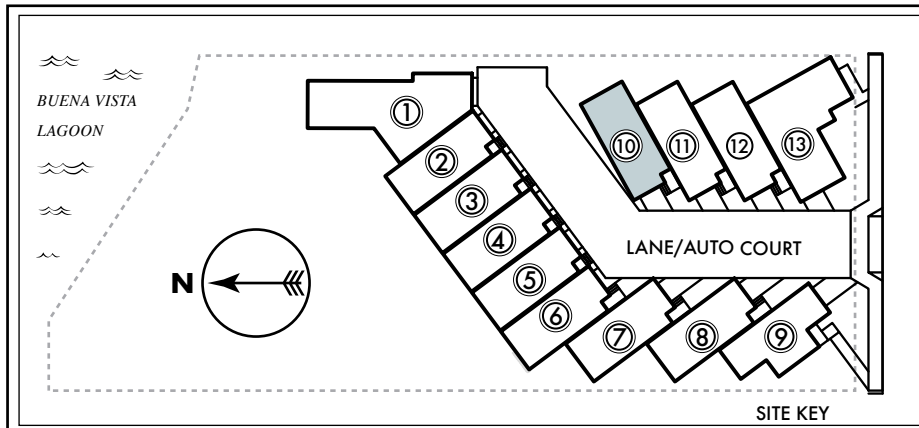 BUENA VISTA
LAGOON
N
①
②
③
④
⑤
⑥
⑦
⑧
⑨
⑩
⑪
⑫
⑬
LANE/AUTO COURT
SITE KEY